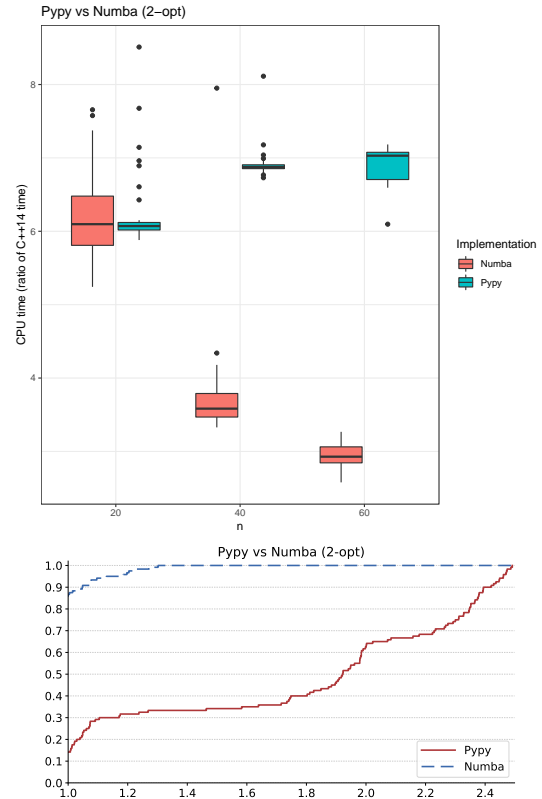 Pypy vs Numba (2−opt)
CPU time (ratio of C++14 time)
8
6
4
20 40 60
n
Implementation
Numba
Pypy
Pypy vs Numba (2-opt)
1.0
0.9
0.8
0.7
0.6
0.5
0.4
0.3
0.2
0.1
0.0
Pypy
Numba
1.0 1.2 1.4 1.6 1.8 2.0 2.2 2.4